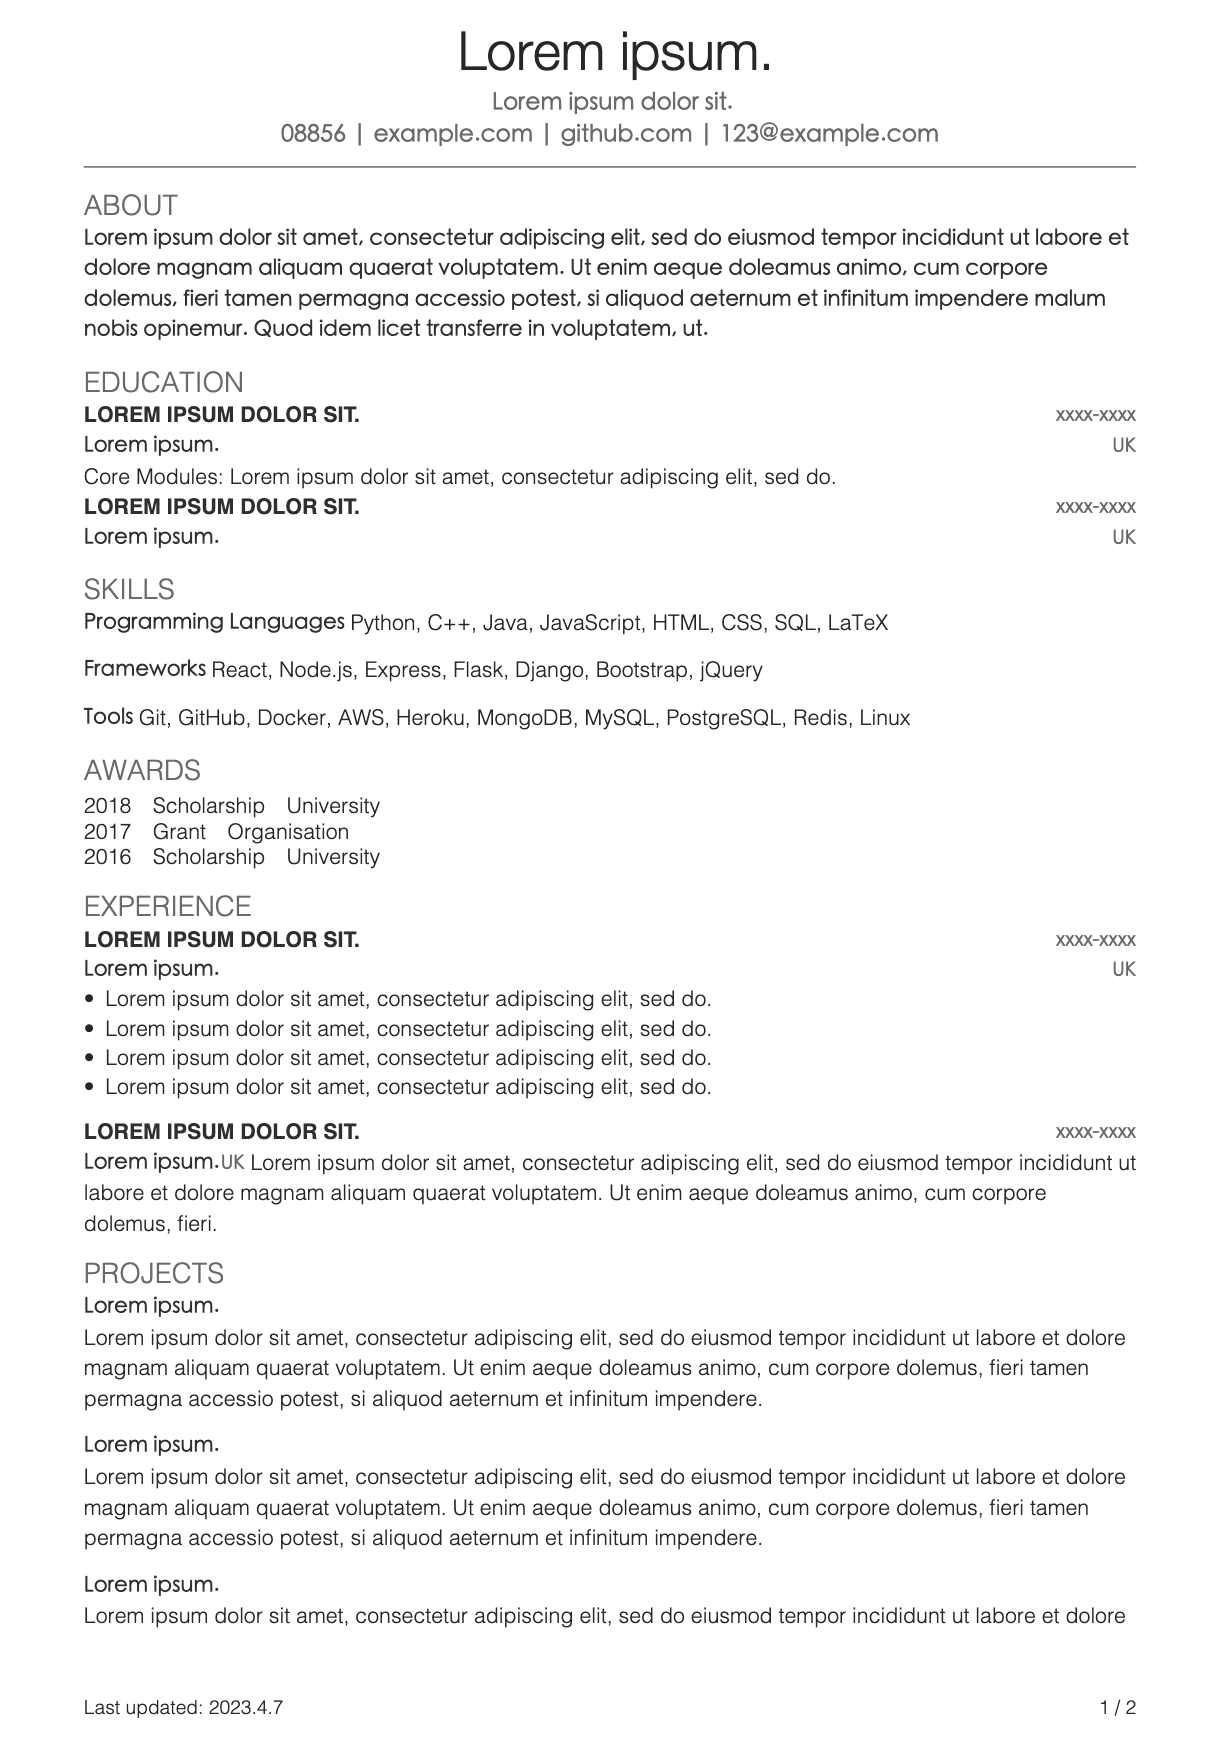 Lorem ipsum.
Lorem ipsum dolor sit.
08856 | example.com | github.com | 123@example.com
ABOUT
Lorem ipsum dolor sit amet, consectetur adipiscing elit, sed do eiusmod tempor incididunt ut labore et
dolore magnam aliquam quaerat voluptatem. Ut enim aeque doleamus animo, cum corpore
dolemus, fieri tamen permagna accessio potest, si aliquod aeternum et infinitum impendere malum
nobis opinemur. Quod idem licet transferre in voluptatem, ut.
EDUCATION
LOREM IPSUM DOLOR SIT. xxxx-xxxx
Lorem ipsum. UK
Core Modules: Lorem ipsum dolor sit amet, consectetur adipiscing elit, sed do.
LOREM IPSUM DOLOR SIT. xxxx-xxxx
Lorem ipsum. UK
SKILLS
Programming Languages Python, C++, Java, JavaScript, HTML, CSS, SQL, LaTeX
Frameworks React, Node.js, Express, Flask, Django, Bootstrap, jQuery
Tools Git, GitHub, Docker, AWS, Heroku, MongoDB, MySQL, PostgreSQL, Redis, Linux
AWARDS
2018 Scholarship University
2017 Grant Organisation
2016 Scholarship University
EXPERIENCE
LOREM IPSUM DOLOR SIT. xxxx-xxxx
Lorem ipsum. UK
• Lorem ipsum dolor sit amet, consectetur adipiscing elit, sed do.
• Lorem ipsum dolor sit amet, consectetur adipiscing elit, sed do.
• Lorem ipsum dolor sit amet, consectetur adipiscing elit, sed do.
• Lorem ipsum dolor sit amet, consectetur adipiscing elit, sed do.
LOREM IPSUM DOLOR SIT. xxxx-xxxx
Lorem ipsum. UK Lorem ipsum dolor sit amet, consectetur adipiscing elit, sed do eiusmod tempor incididunt ut
labore et dolore magnam aliquam quaerat voluptatem. Ut enim aeque doleamus animo, cum corpore
dolemus, fieri.
PROJECTS
Lorem ipsum.
Lorem ipsum dolor sit amet, consectetur adipiscing elit, sed do eiusmod tempor incididunt ut labore et dolore
magnam aliquam quaerat voluptatem. Ut enim aeque doleamus animo, cum corpore dolemus, fieri tamen
permagna accessio potest, si aliquod aeternum et infinitum impendere.
Lorem ipsum.
Lorem ipsum dolor sit amet, consectetur adipiscing elit, sed do eiusmod tempor incididunt ut labore et dolore
magnam aliquam quaerat voluptatem. Ut enim aeque doleamus animo, cum corpore dolemus, fieri tamen
permagna accessio potest, si aliquod aeternum et infinitum impendere.
Lorem ipsum.
Lorem ipsum dolor sit amet, consectetur adipiscing elit, sed do eiusmod tempor incididunt ut labore et dolore
Last updated: 2023.4.7 1 / 2